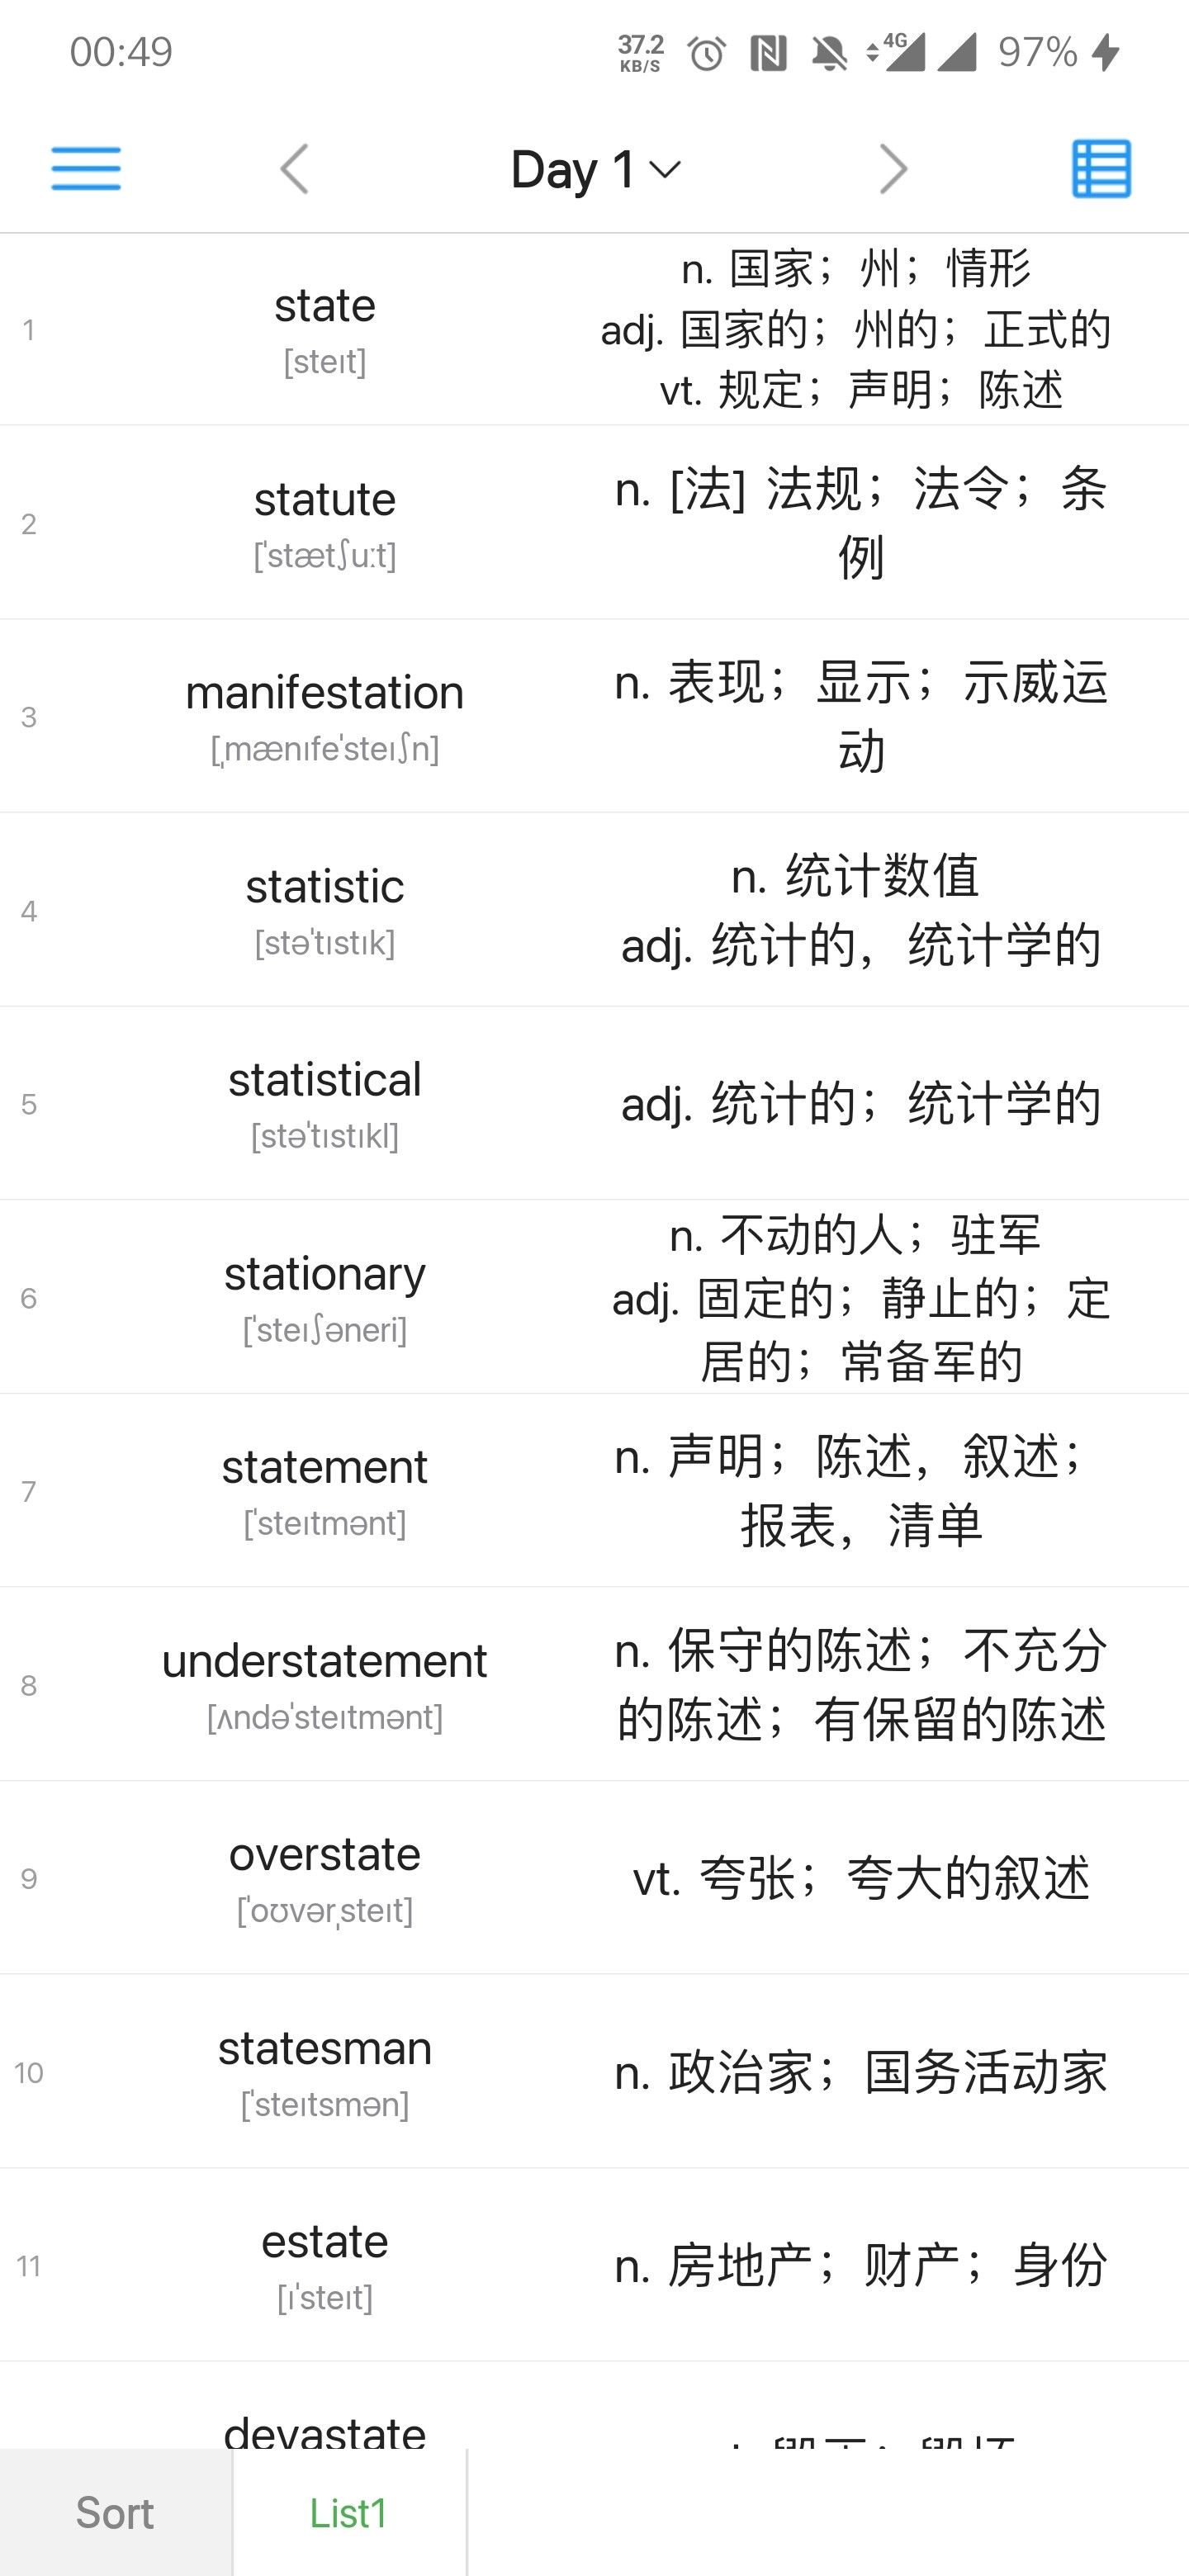 00:49
37.2
KB/S
4G
97%
Day 1
1
state
[steɪt]
n. 国家；州；情形
adj. 国家的；州的；正式的
vt. 规定；声明；陈述
2
statute
[ˈstætʃuːt]
n. [法] 法规；法令；条
例
3
manifestation
[ˌmænɪfeˈsteɪʃn]
n. 表现；显示；示威运
动
4
statistic
[stəˈtɪstɪk]
n. 统计数值
adj. 统计的，统计学的
5
statistical
[stəˈtɪstɪkl]
adj. 统计的；统计学的
6
stationary
[ˈsteɪʃəneri]
n. 不动的人；驻军
adj. 固定的；静止的；定
居的；常备军的
7
statement
[ˈsteɪtmənt]
n. 声明；陈述，叙述；
报表，清单
8
understatement
[ʌndəˈsteɪtmənt]
n. 保守的陈述；不充分
的陈述；有保留的陈述
9
overstate
[ˈoʊvərˌsteɪt]
vt. 夸张；夸大的叙述
10
statesman
[ˈsteɪtsmən]
n. 政治家；国务活动家
11
estate
[ɪˈsteɪt]
n. 房地产；财产；身份
devastate
Sort
List1